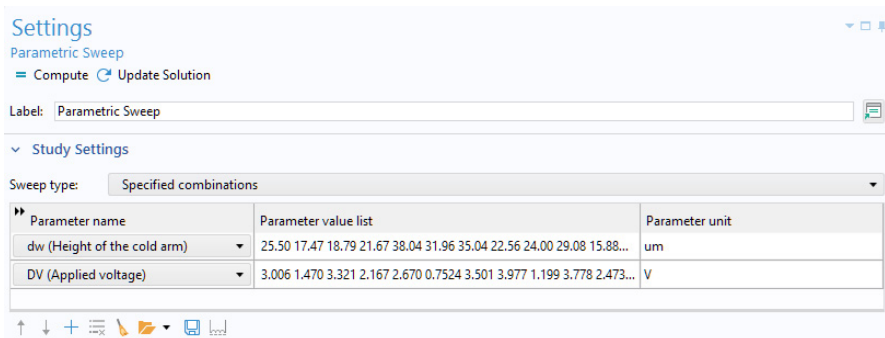 Settings
Parametric Sweep
= Compute Update Solution
Label: Parametric Sweep
Study Settings
Sweep type: Specified combinations
Parameter name Parameter value list Parameter unit
dw (Height of the cold arm) 25.50 17.47 18.79 21.67 38.04 31.96 35.04 22.56 24.00 29.08 15.88... um
DV (Applied voltage) 3.006 1.470 3.321 2.167 2.670 0.7524 3.501 3.977 1.199 3.778 2.473... V